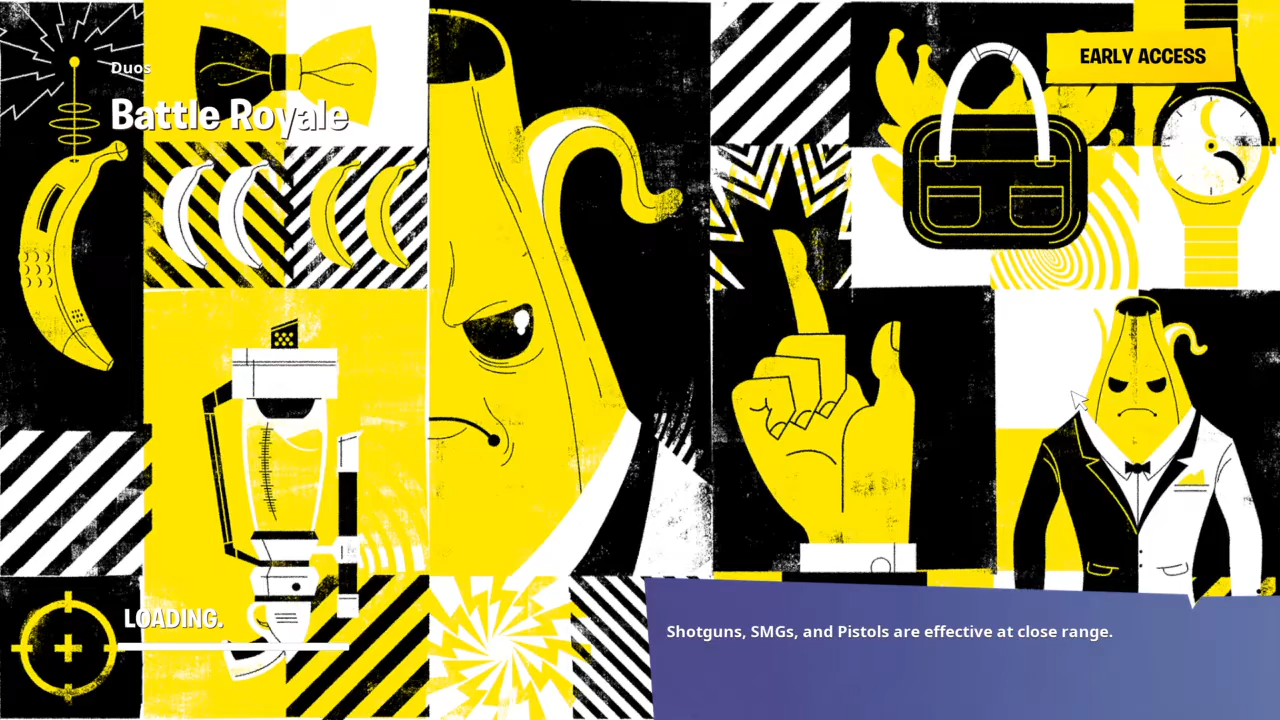 Duos
Battle Royale
EARLY ACCESS
LOADING.
Shotguns, SMGs, and Pistols are effective at close range.